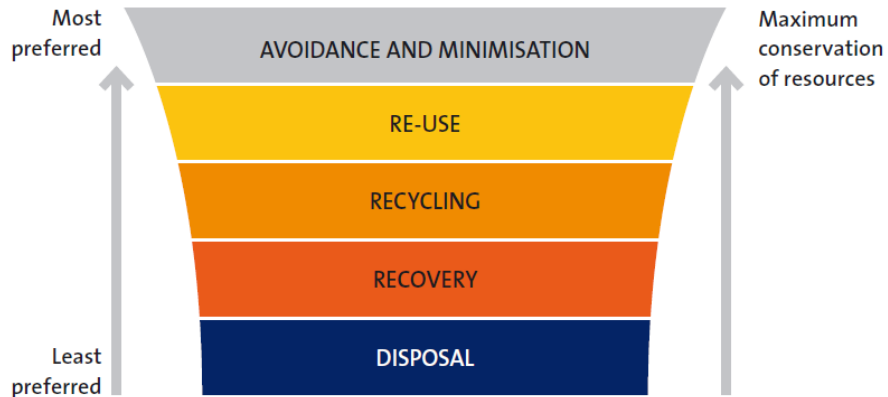 Most
preferred
AVOIDANCE AND MINIMISATION
Maximum
conservation
of resources
RE-USE
RECYCLING
RECOVERY
DISPOSAL
Least
preferred